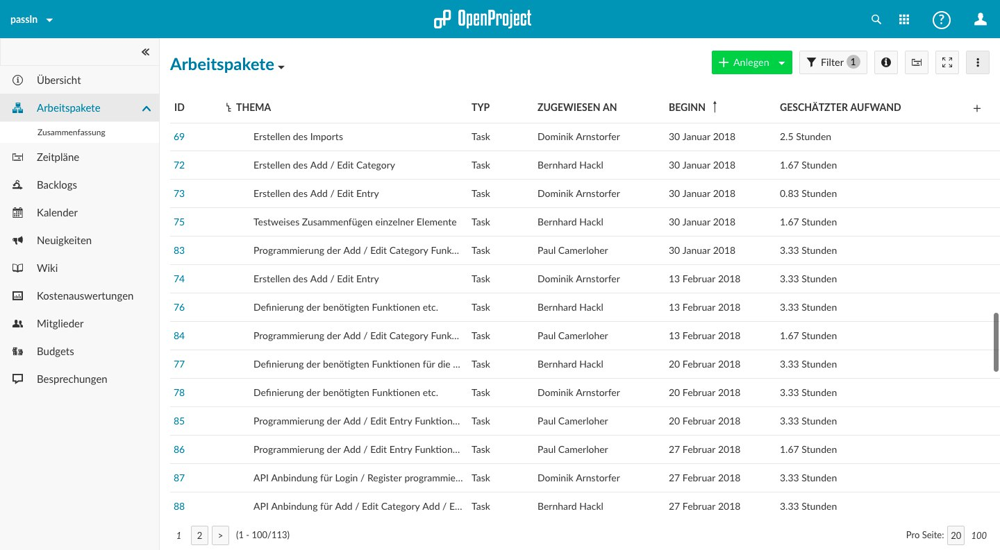 passln
OpenProject
?
Übersicht
Arbeitspakete
Zusammenfassung
Zeitpläne
Backlogs
Kalender
Neuigkeiten
Wiki
Kostenauswertungen
Mitglieder
Budgets
Besprechungen
Arbeitspakete
+ Anlegen Filter 1
ID THEMA TYP ZUGEWIESEN AN BEGINN GESCHÄTZTER AUFWAND +
69 Erstellen des Imports Task Dominik Arnstorfer 30 Januar 2018 2.5 Stunden
72 Erstellen des Add / Edit Category Task Bernhard Hackl 30 Januar 2018 1.67 Stunden
73 Erstellen des Add / Edit Entry Task Dominik Arnstorfer 30 Januar 2018 0.83 Stunden
75 Testweises Zusammenfügen einzelner Elemente Task Bernhard Hackl 30 Januar 2018 1.67 Stunden
83 Programmierung der Add / Edit Category Funk... Task Paul Camerloher 30 Januar 2018 3.33 Stunden
74 Erstellen des Add / Edit Entry Task Dominik Arnstorfer 13 Februar 2018 3.33 Stunden
76 Definierung der benötigten Funktionen etc. Task Bernhard Hackl 13 Februar 2018 3.33 Stunden
84 Programmierung der Add / Edit Category Funk... Task Paul Camerloher 13 Februar 2018 1.67 Stunden
77 Definierung der benötigten Funktionen für die ... Task Bernhard Hackl 20 Februar 2018 3.33 Stunden
78 Definierung der benötigten Funktionen etc. Task Dominik Arnstorfer 20 Februar 2018 3.33 Stunden
85 Programmierung der Add / Edit Entry Funktion... Task Paul Camerloher 20 Februar 2018 3.33 Stunden
86 Programmierung der Add / Edit Entry Funktion... Task Paul Camerloher 27 Februar 2018 1.67 Stunden
87 API Anbindung für Login / Register programmie... Task Dominik Arnstorfer 27 Februar 2018 3.33 Stunden
88 API Anbindung für Add / Edit Category Add / E... Task Bernhard Hackl 27 Februar 2018 3.33 Stunden
1 2 > (1 - 100/113) Pro Seite: 20 100